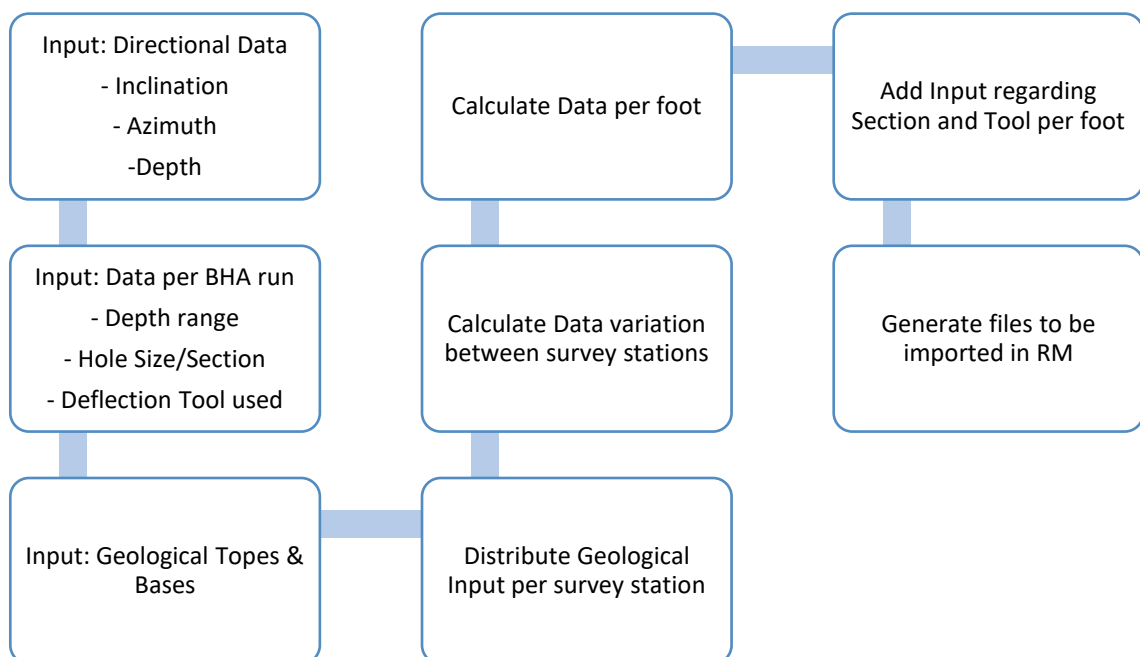 Input: Directional Data
- Inclination
- Azimuth
-Depth
Input: Data per BHA run
- Depth range
- Hole Size/Section
- Deflection Tool used
Input: Geological Topes &
Bases
Distribute Geological
Input per survey station
Calculate Data variation
between survey stations
Calculate Data per foot
Add Input regarding
Section and Tool per foot
Generate files to be
imported in RM